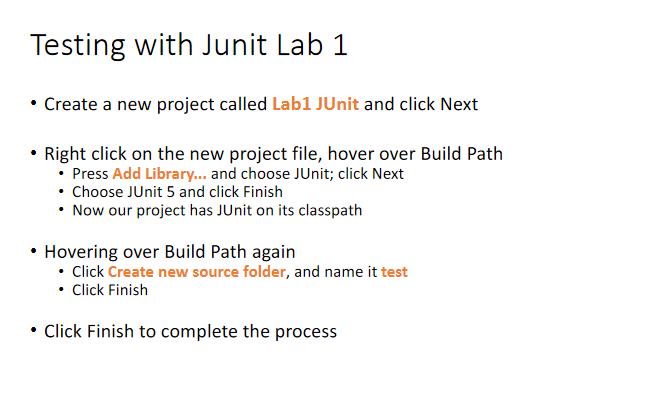 Testing with Junit Lab 1
• Create a new project called Lab1 JUnit and click Next
• Right click on the new project file, hover over Build Path
• Press Add Library... and choose JUnit; click Next
• Choose JUnit 5 and click Finish
• Now our project has JUnit on its classpath
• Hovering over Build Path again
• Click Create new source folder, and name it test
• Click Finish
• Click Finish to complete the process